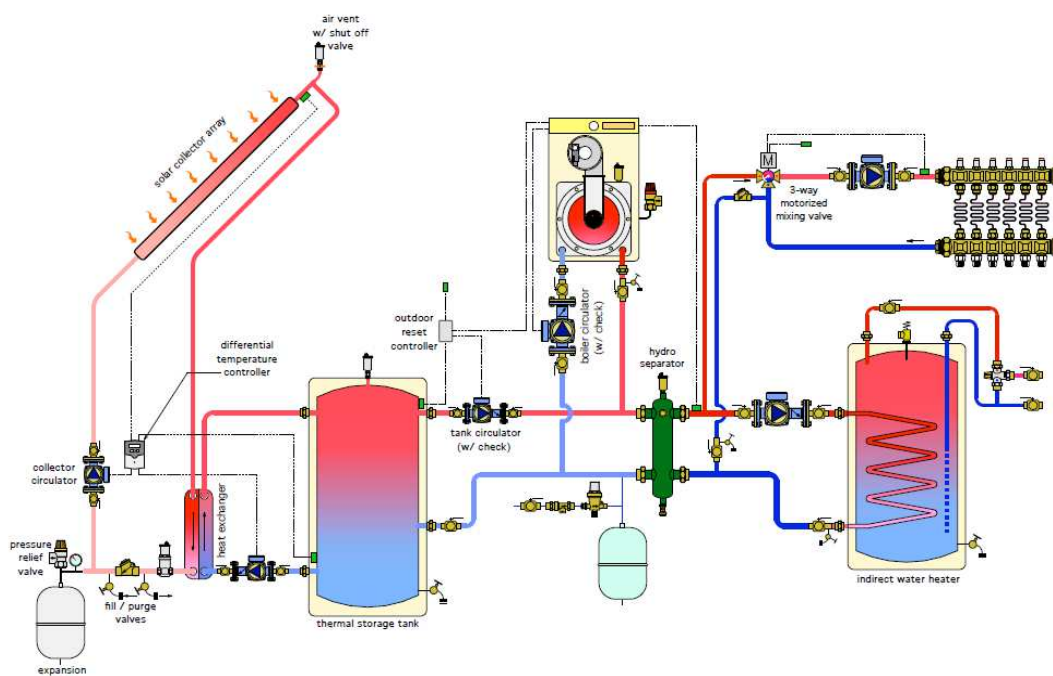 air vent
w/ shut off
valve
solar collector array
M
3-way
motorized
mixing valve
outdoor
reset
controller
boiler circulator
(w/ check)
differential
temperature
controller
hydro
separator
tank circulator
(w/ check)
collector
circulator
heat exchanger
pressure
relief
valve
fill / purge
valves
thermal storage tank
indirect water heater
expansion